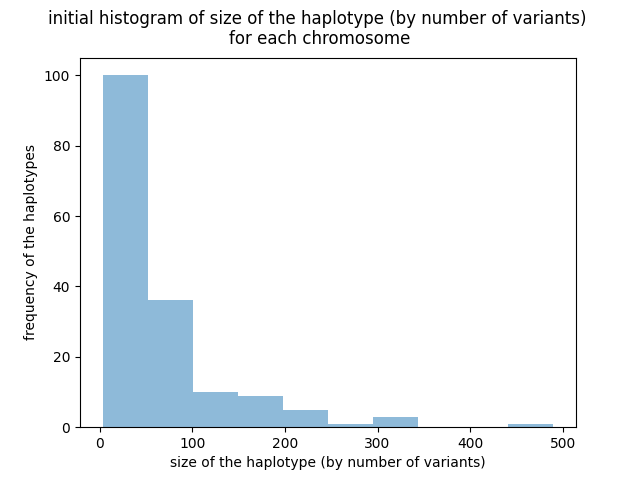 initial histogram of size of the haplotype (by number of variants)
for each chromosome
100
80
60
40
20
0
frequency of the haplotypes
0 100 200 300 400 500
size of the haplotype (by number of variants)